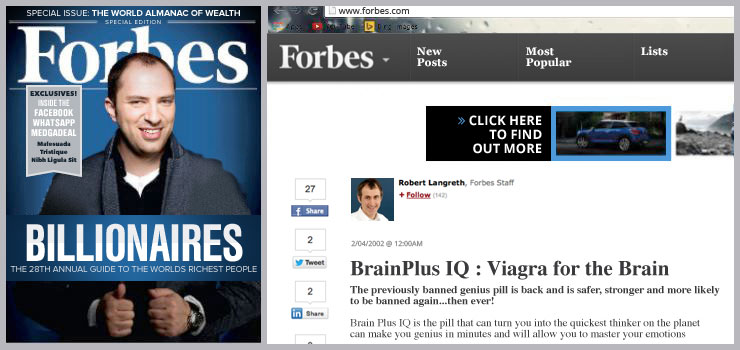 SPECIAL ISSUE: THE WORLD ALMANAC OF WEALTH
SPECIAL EDITION
Forbes
EXCLUSIVES!
INSIDE THE
FACEBOOK
WHATSAPP
MEDGADEAL
Malesuada
Tristique
Nibh Ligula Sit
BILLIONAIRES
THE 28TH ANNUAL GUIDE TO THE WORLDS RICHEST PEOPLE
www.forbes.com
Apps YouTube Bing Images
Forbes
New
Posts
Most
Popular
Lists
» CLICK HERE
TO FIND
OUT MORE
27
Share
2
Tweet
2
Share
Robert Langreth, Forbes Staff
+ Follow (142)
2/04/2002 @ 12:00AM
BrainPlus IQ : Viagra for the Brain
The previously banned genius pill is back and is safer, stronger and more likely
to be banned again...then ever!
Brain Plus IQ is the pill that can turn you into the quickest thinker on the planet
can make you genius in minutes and will allow you to master your emotions